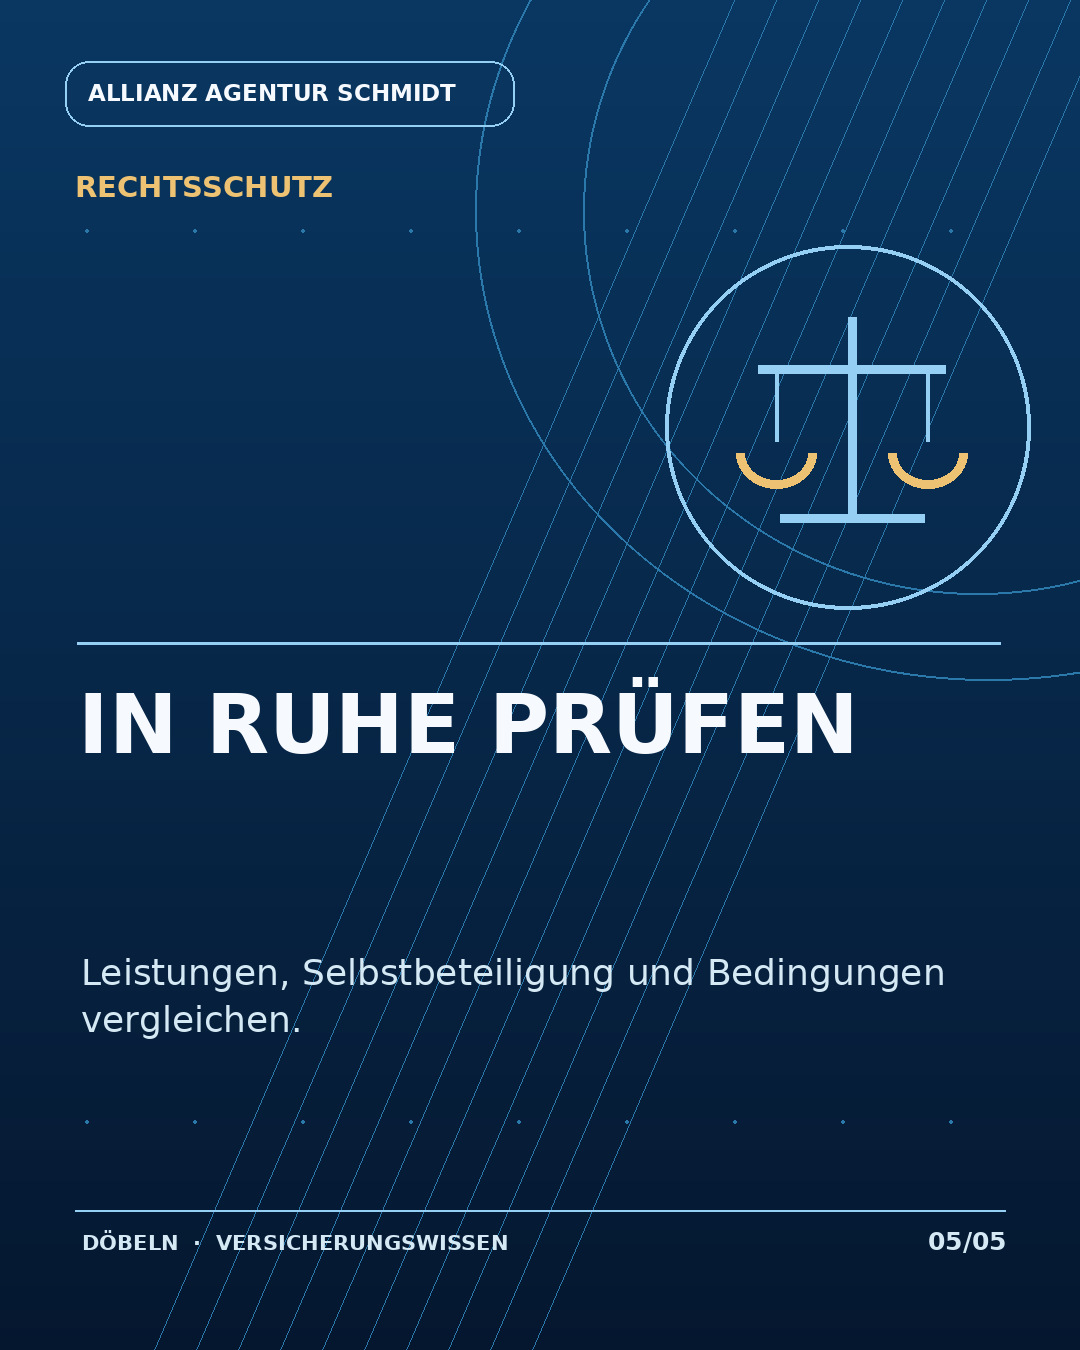 ALLIANZ AGENTUR SCHMIDT
RECHTSSCHUTZ
IN RUHE PRÜFEN
Leistungen, Selbstbeteiligung und Bedingungen
vergleichen.
DÖBELN · VERSICHERUNGSWISSEN
05/05